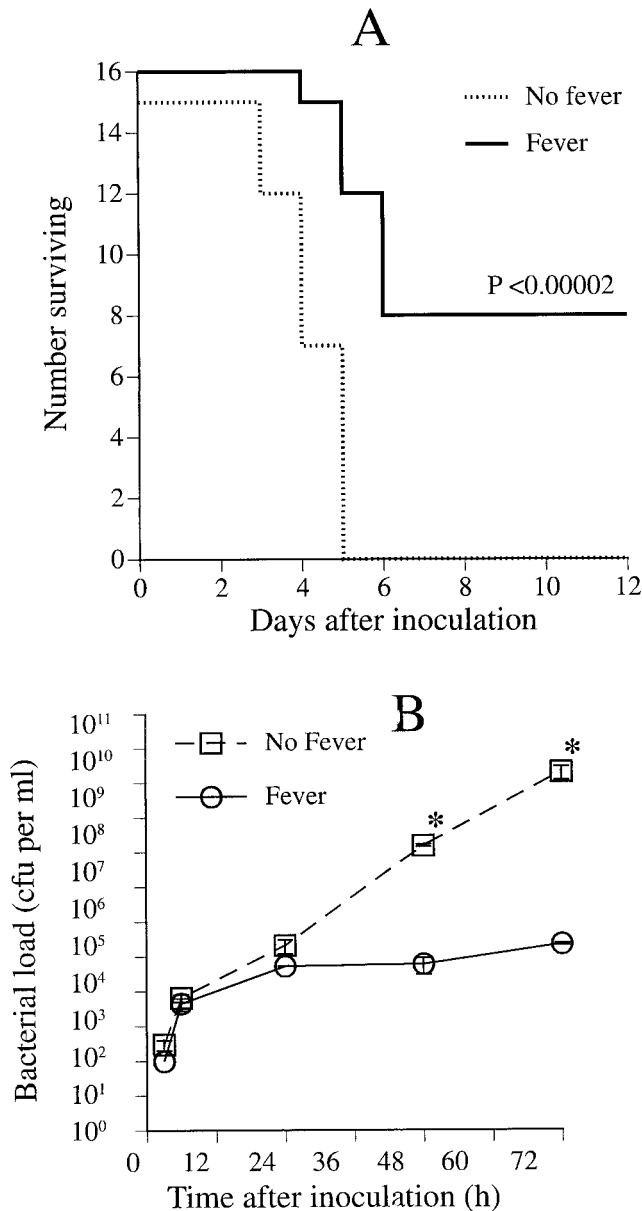 A
No fever
Fever
P <0.00002
Number surviving
16
14
12
10
8
6
4
2
0
0 2 4 6 8 10 12
Days after inoculation
B
No Fever
Fever
*
*
Bacterial load (cfu per ml)
10¹¹
10¹⁰
10⁹
10⁸
10⁷
10⁶
10⁵
10⁴
10³
10²
10¹
10⁰
0 12 24 36 48 60 72
Time after inoculation (h)